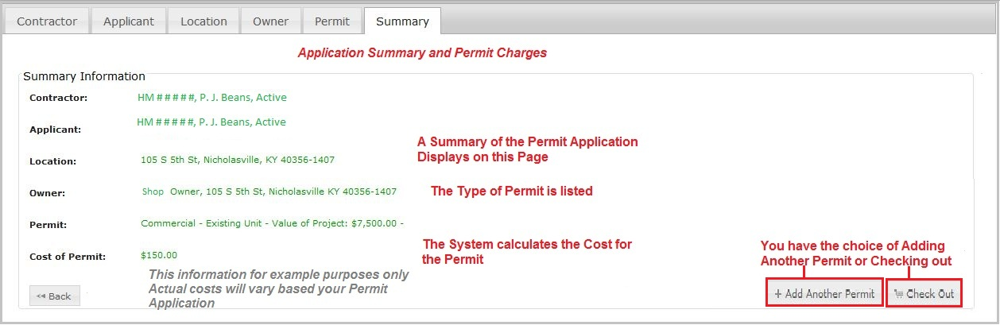 Contractor Applicant Location Owner Permit Summary
Application Summary and Permit Charges
Summary Information
Contractor: HM # # # # #, P. J. Beans, Active
Applicant: HM # # # # #, P. J. Beans, Active
A Summary of the Permit Application
Displays on this Page
Location: 105 S 5th St, Nicholasville, KY 40356-1407
Owner: Shop Owner, 105 S 5th St, Nicholasville KY 40356-1407
The Type of Permit is listed
Permit: Commercial - Existing Unit - Value of Project: $7,500.00 -
The System calculates the Cost for
the Permit
Cost of Permit: $150.00
You have the choice of Adding
Another Permit or Checking out
This information for example purposes only
Actual costs will vary based your Permit
Application
<< Back
+ Add Another Permit
Check Out